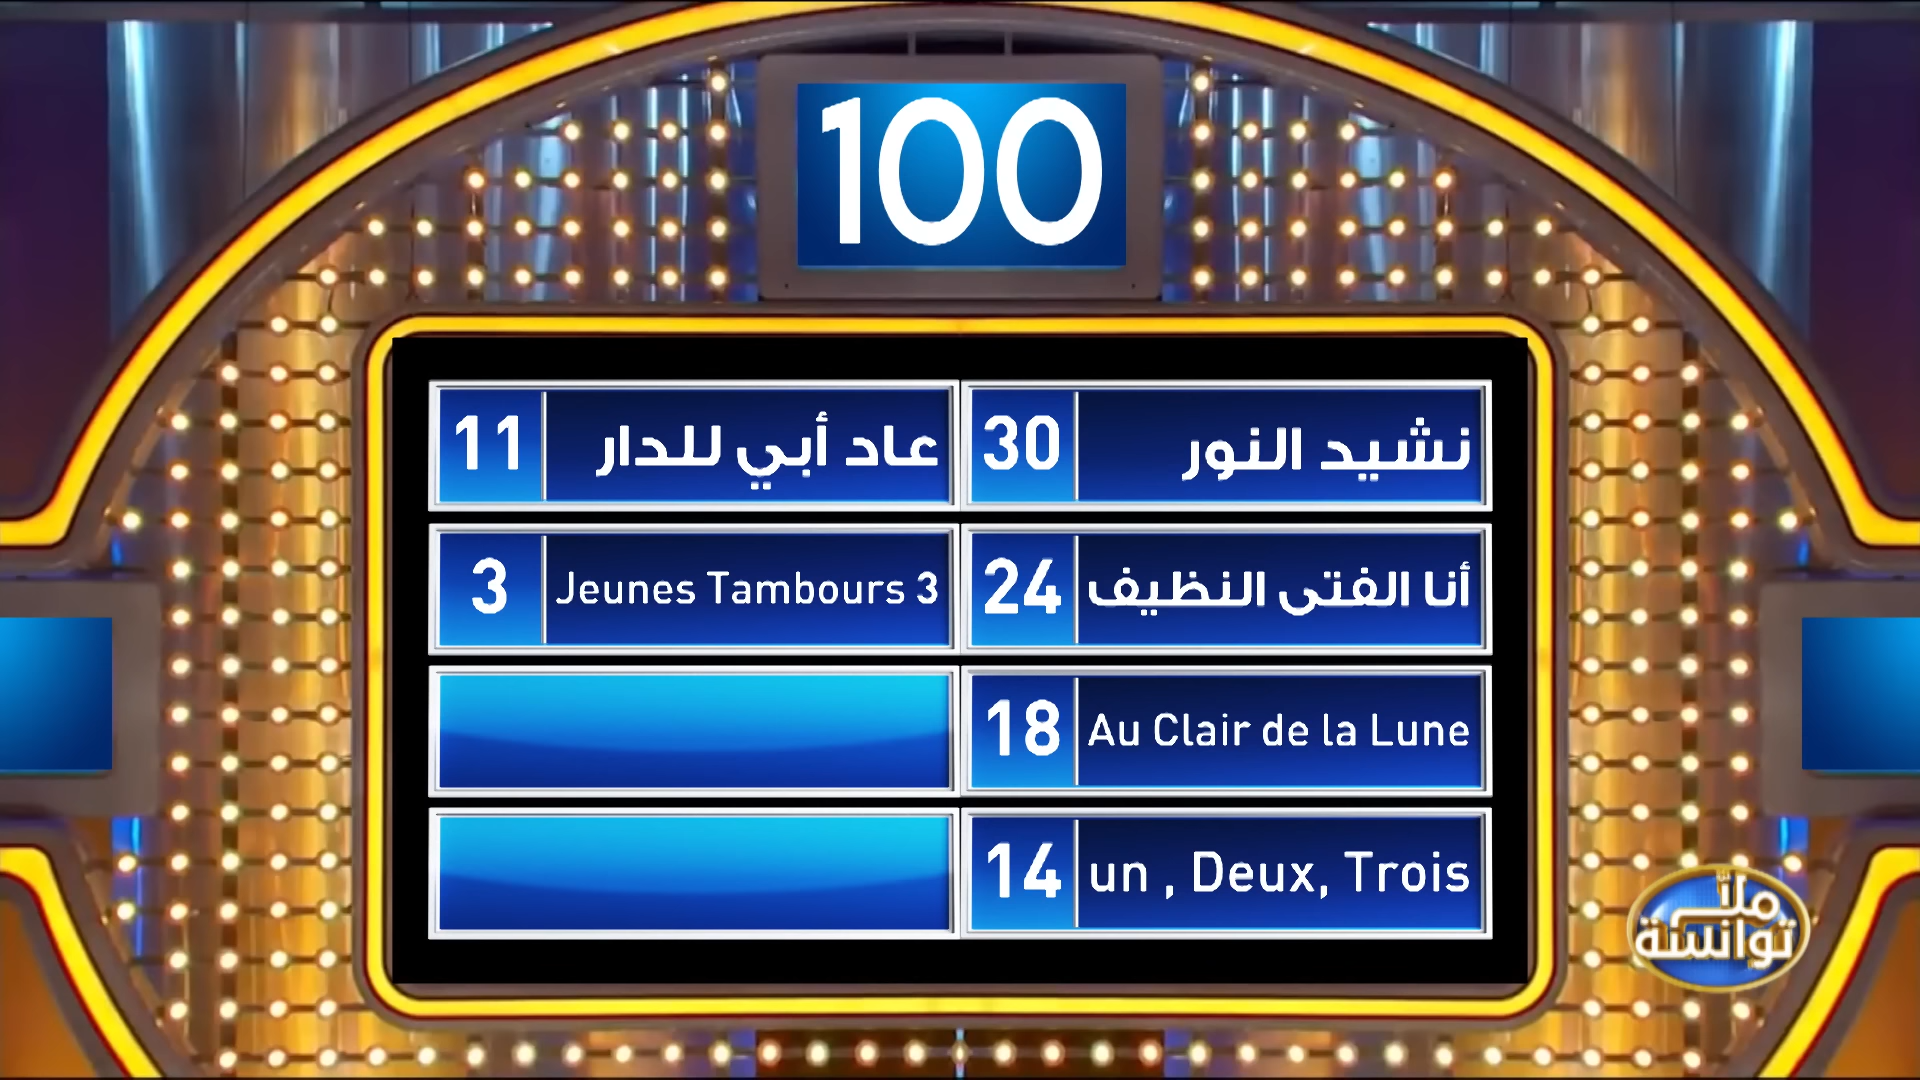 100
نشيد النور 30
أنا الفتى النظيف 24
Au Clair de la Lune 18
un , Deux, Trois 14
عاد أبي للدار 11
Jeunes Tambours 3 3
ملّا
توانسة